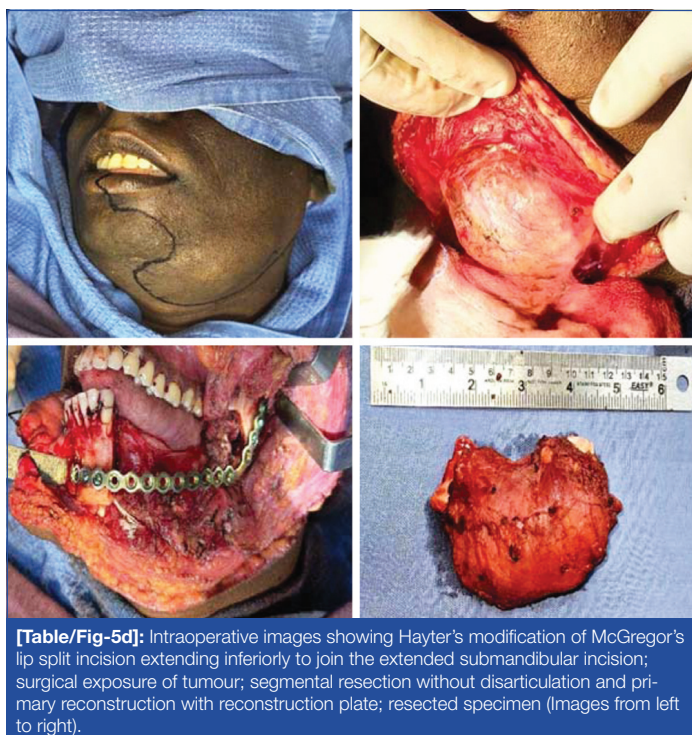 1 2 3 4 5 6 7 8 9 10 11 12 13 14 15
1 2 3 4 5 6
EASY
[Table/Fig-5d]: Intraoperative images showing Hayter's modification of McGregor's
lip split incision extending inferiorly to join the extended submandibular incision;
surgical exposure of tumour; segmental resection without disarticulation and pri-
mary reconstruction with reconstruction plate; resected specimen (Images from left
to right).